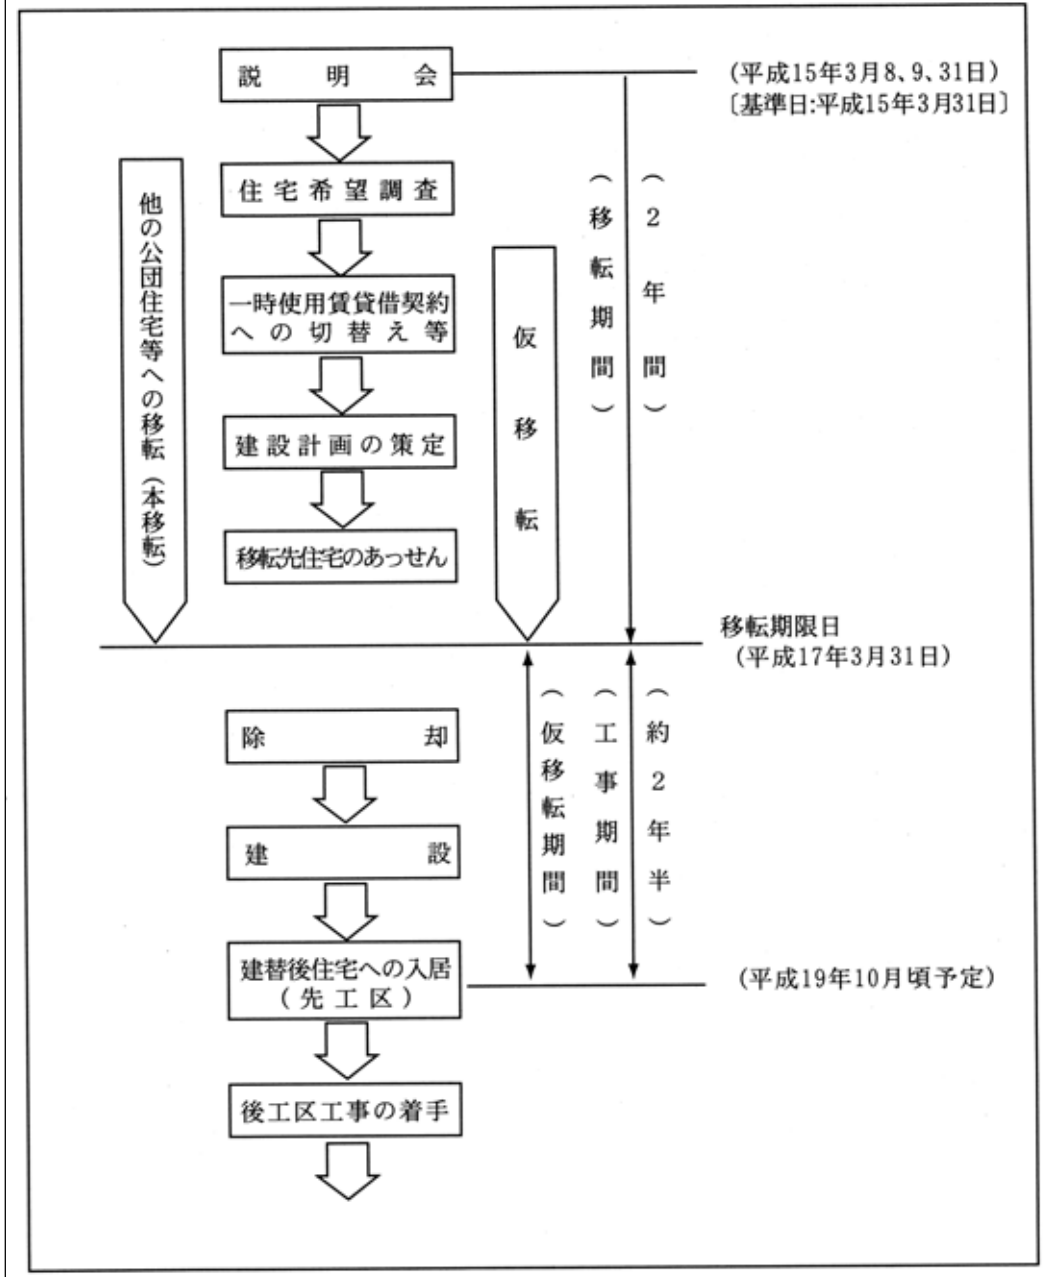 説明会
(平成15年3月8、9、31日)
〔基準日:平成15年3月31日〕
住宅希望調査
一時使用賃貸借契約
への切替え等
建設計画の策定
移転先住宅のあっせん
他の公団住宅等への移転(本移転)
仮移転
(移転期間)
(2年間)
移転期限日
(平成17年3月31日)
除却
建設
建替後住宅への入居
(先工区)
後工区工事の着手
(仮移転期間)
(工事期間)
(約2年半)
(平成19年10月頃予定)